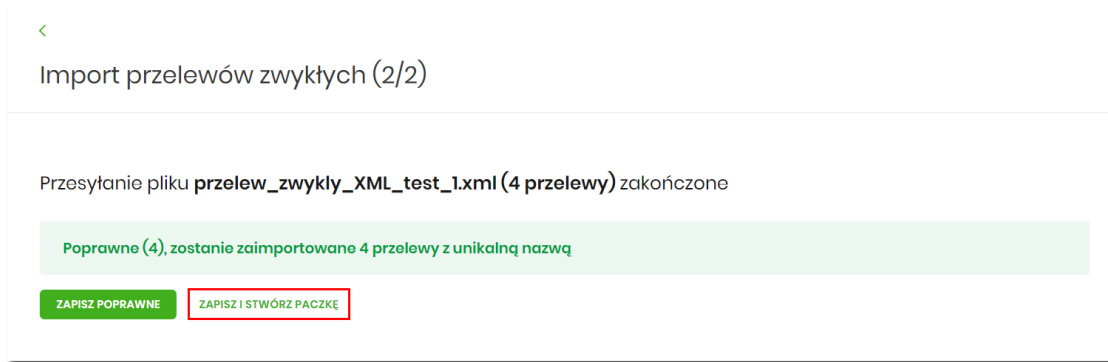 Import przelewów zwykłych (2/2)
Przesyłanie pliku przelew_zwykly_XML_test_1.xml (4 przelewy) zakończone
Poprawne (4), zostanie zaimportowane 4 przelewy z unikalną nazwą
ZAPISZ POPRAWNE ZAPISZ I STWÓRZ PACZKĘ